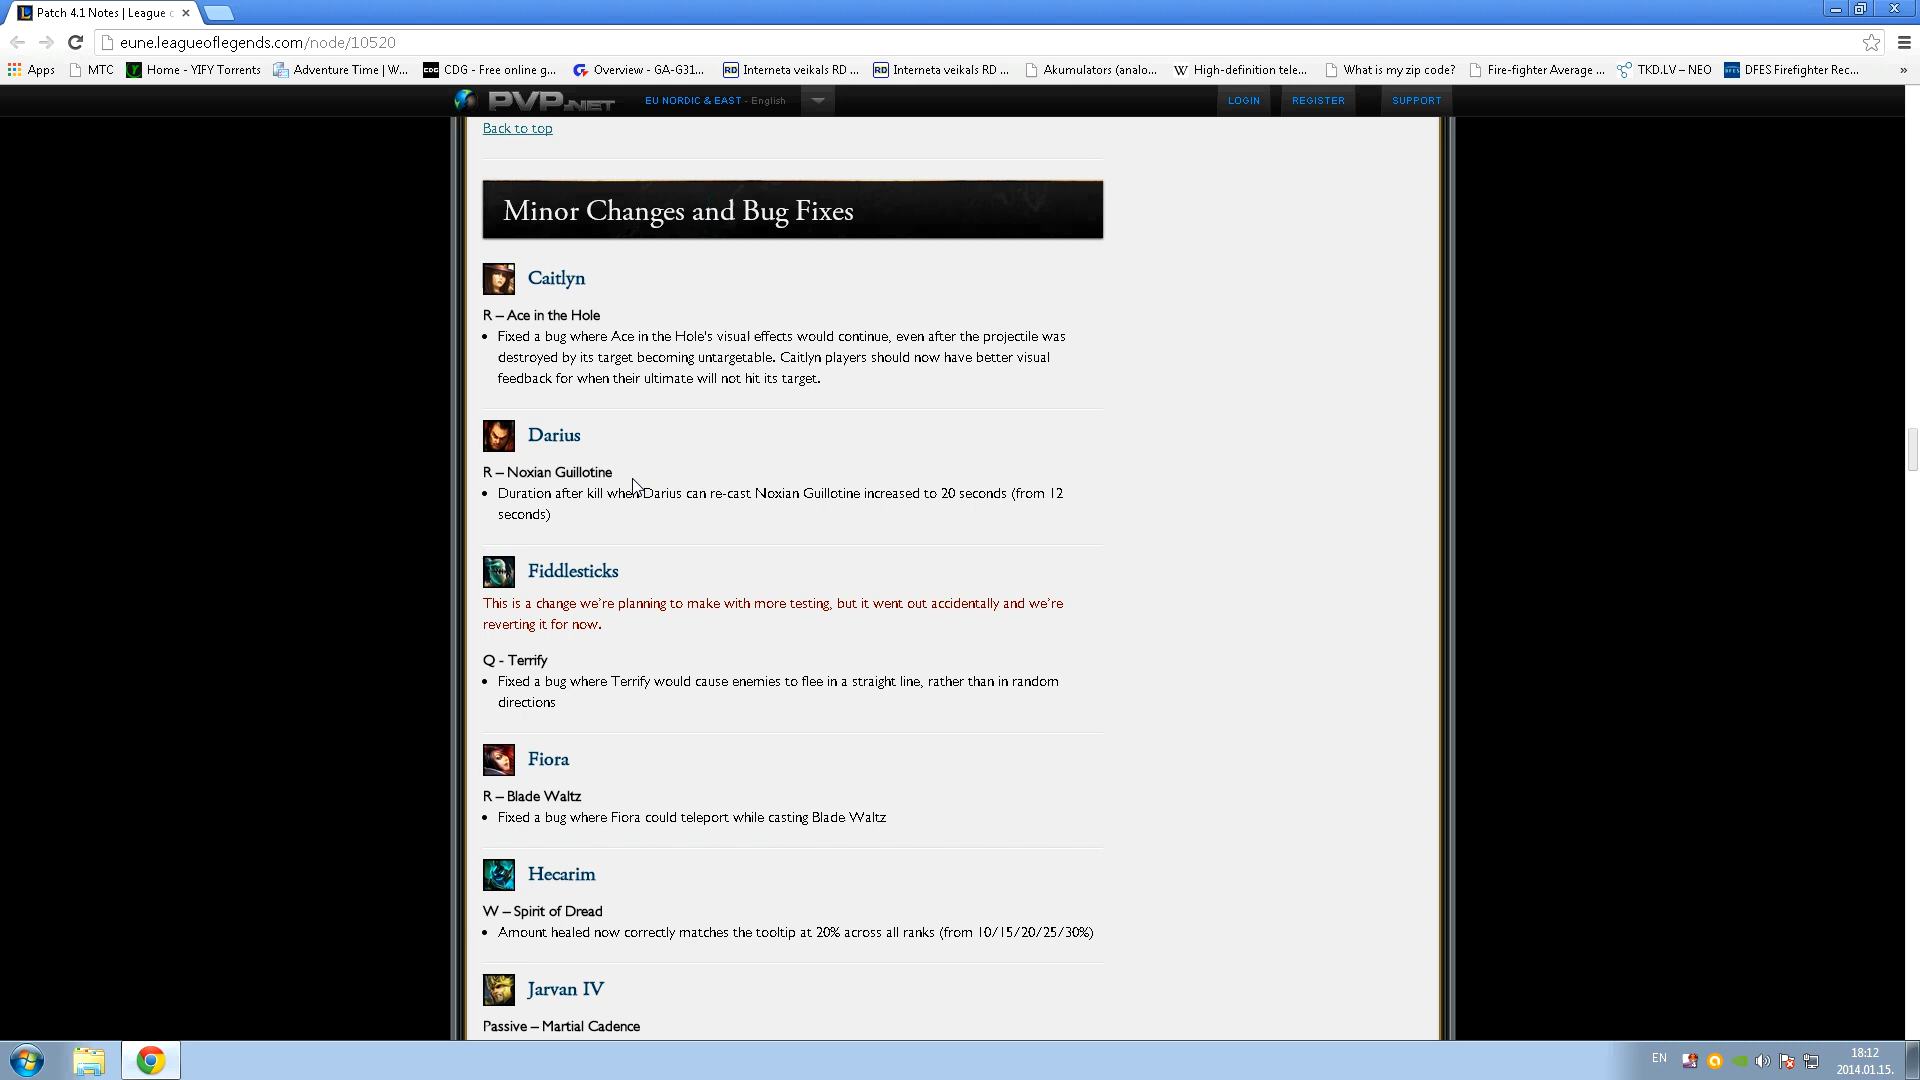 Patch 4.1 Notes | League
eune.leagueoflegends.com/node/10520
Apps MTC Home - YIFY Torrents Adventure Time | W... CDG - Free online g... Overview - GA-G31... Interneta veikals RD ... Interneta veikals RD ... Akumulators (analo... High-definition tele... What is my zip code? Fire-fighter Average ... TKD.LV – NEO DFES Firefighter Rec... »
PVP.NET EU NORDIC & EAST - English LOGIN REGISTER SUPPORT
Back to top
Minor Changes and Bug Fixes
Caitlyn
R – Ace in the Hole
• Fixed a bug where Ace in the Hole's visual effects would continue, even after the projectile was
destroyed by its target becoming untargetable. Caitlyn players should now have better visual
feedback for when their ultimate will not hit its target.
Darius
R – Noxian Guillotine
• Duration after kill when Darius can re-cast Noxian Guillotine increased to 20 seconds (from 12
seconds)
Fiddlesticks
This is a change we're planning to make with more testing, but it went out accidentally and we're
reverting it for now.
Q - Terrify
• Fixed a bug where Terrify would cause enemies to flee in a straight line, rather than in random
directions
Fiora
R – Blade Waltz
• Fixed a bug where Fiora could teleport while casting Blade Waltz
Hecarim
W – Spirit of Dread
• Amount healed now correctly matches the tooltip at 20% across all ranks (from 10/15/20/25/30%)
Jarvan IV
Passive – Martial Cadence
EN 18:12
2014.01.15.